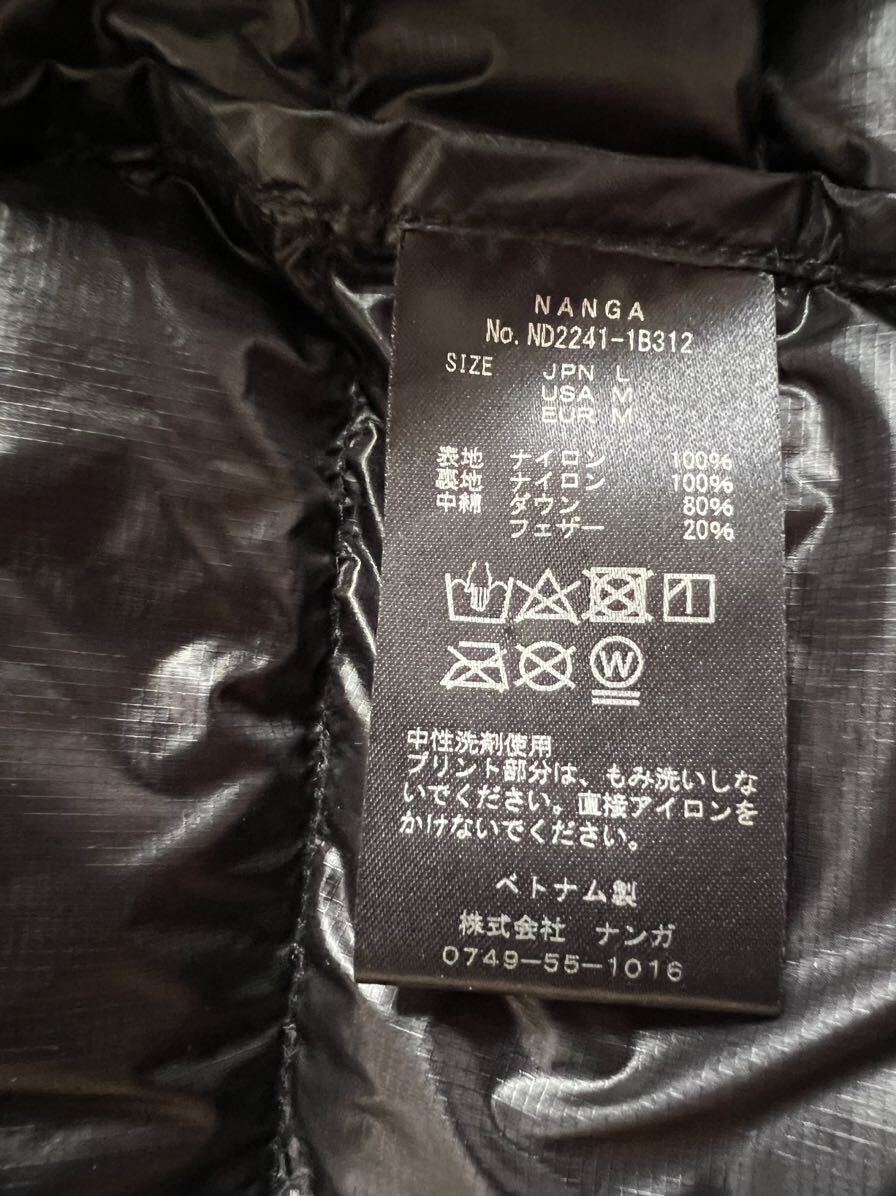 NANGA
No. ND2241-1B312
SIZE JPN L
USA M
EUR M
表地 ナイロン 100%
裏地 ナイロン 100%
中綿 ダウン 80%
フェザー 20%
W
中性洗剤使用
プリント部分は、もみ洗いしな
いでください。直接アイロンを
かけないでください。
ベトナム製
株式会社 ナンガ
0749-55-1016